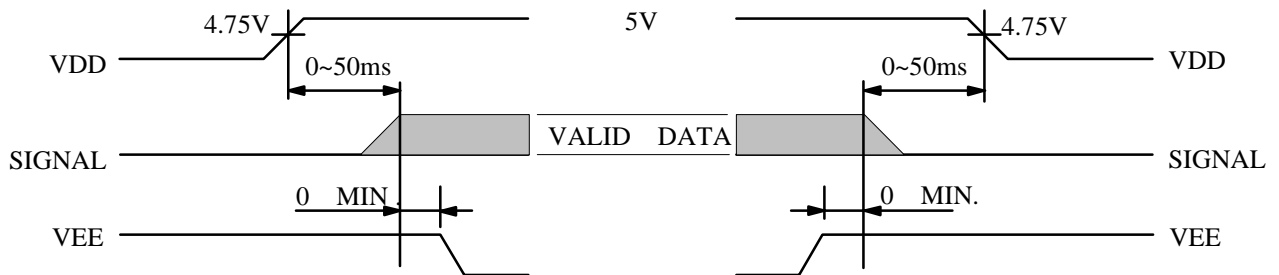 4.75V 5V 4.75V
VDD 0~50ms 0~50ms VDD
VALID DATA
SIGNAL SIGNAL
0 MIN. 0 MIN.
VEE VEE